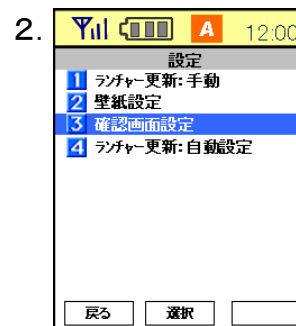 2.
A 12:00
設定
1 ﾗﾝﾁｬｰ更新:手動
2 壁紙設定
3 確認画面設定
4 ﾗﾝﾁｬｰ更新:自動設定
戻る 選択